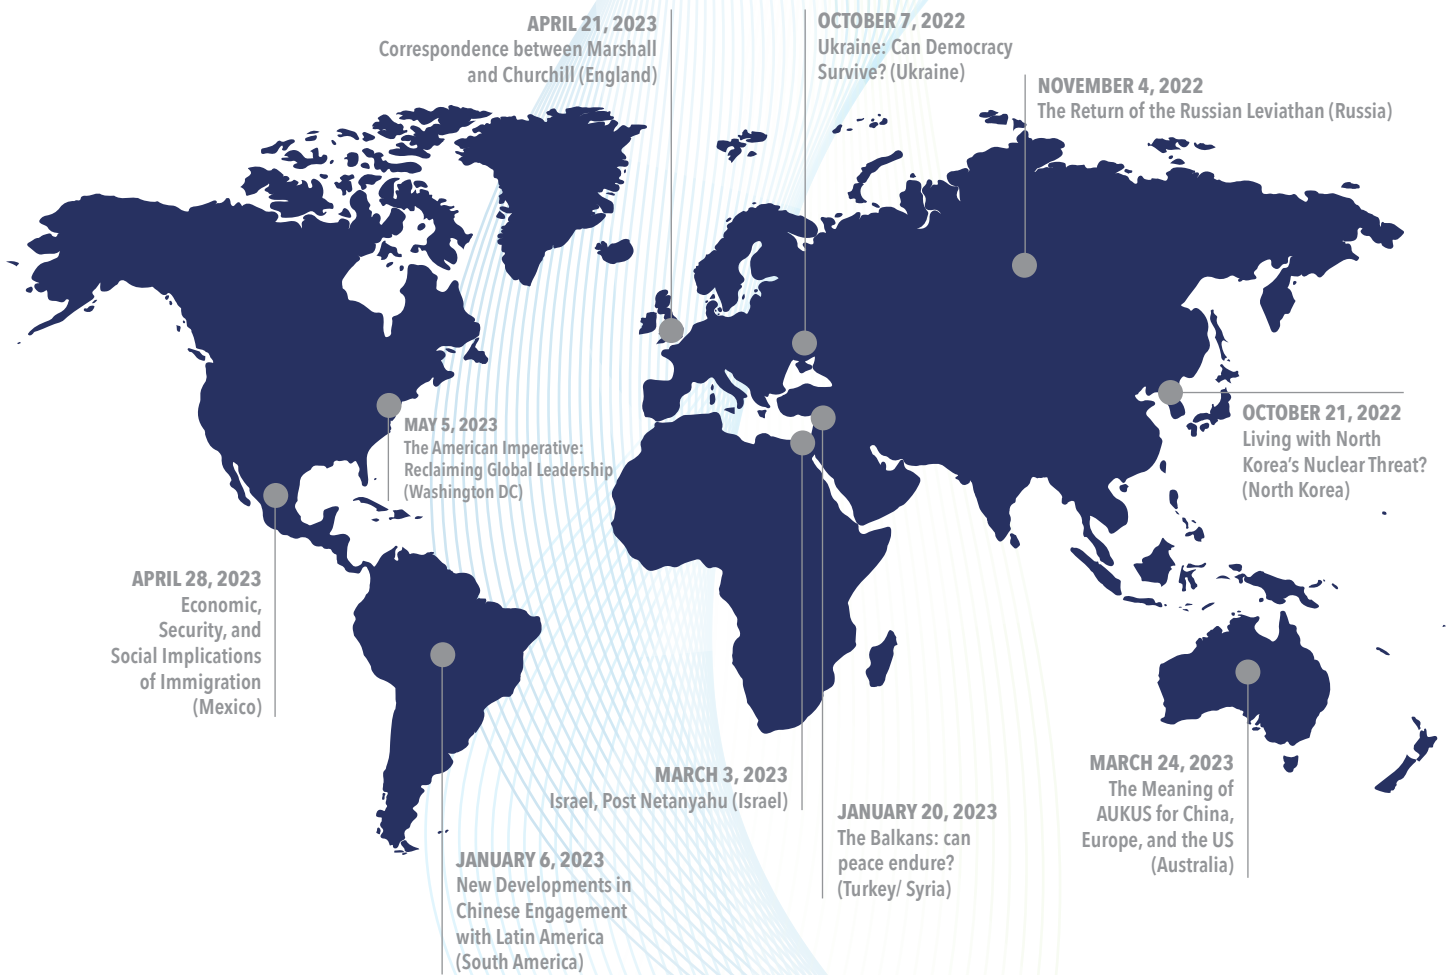 APRIL 21, 2023
Correspondence between Marshall
and Churchill (England)
OCTOBER 7, 2022
Ukraine: Can Democracy
Survive? (Ukraine)
NOVEMBER 4, 2022
The Return of the Russian Leviathan (Russia)
MAY 5, 2023
The American Imperative:
Reclaiming Global Leadership
(Washington DC)
OCTOBER 21, 2022
Living with North
Korea’s Nuclear Threat?
(North Korea)
APRIL 28, 2023
Economic,
Security, and
Social Implications
of Immigration
(Mexico)
MARCH 3, 2023
Israel, Post Netanyahu (Israel)
JANUARY 20, 2023
The Balkans: can
peace endure?
(Turkey/ Syria)
MARCH 24, 2023
The Meaning of
AUKUS for China,
Europe, and the US
(Australia)
JANUARY 6, 2023
New Developments in
Chinese Engagement
with Latin America
(South America)